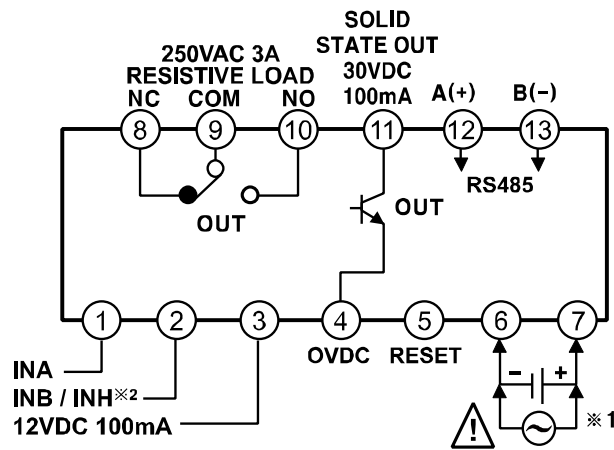 SOLID
STATE OUT
30VDC
100mA
250VAC 3A
RESISTIVE LOAD
NC COM NO
A(+) B(−)
8 9 10 11 12 13
RS485
OUT
OUT
1 2 3 4 5 6 7
INA
INB / INH※2
12VDC 100mA
OVDC RESET
− +
※1